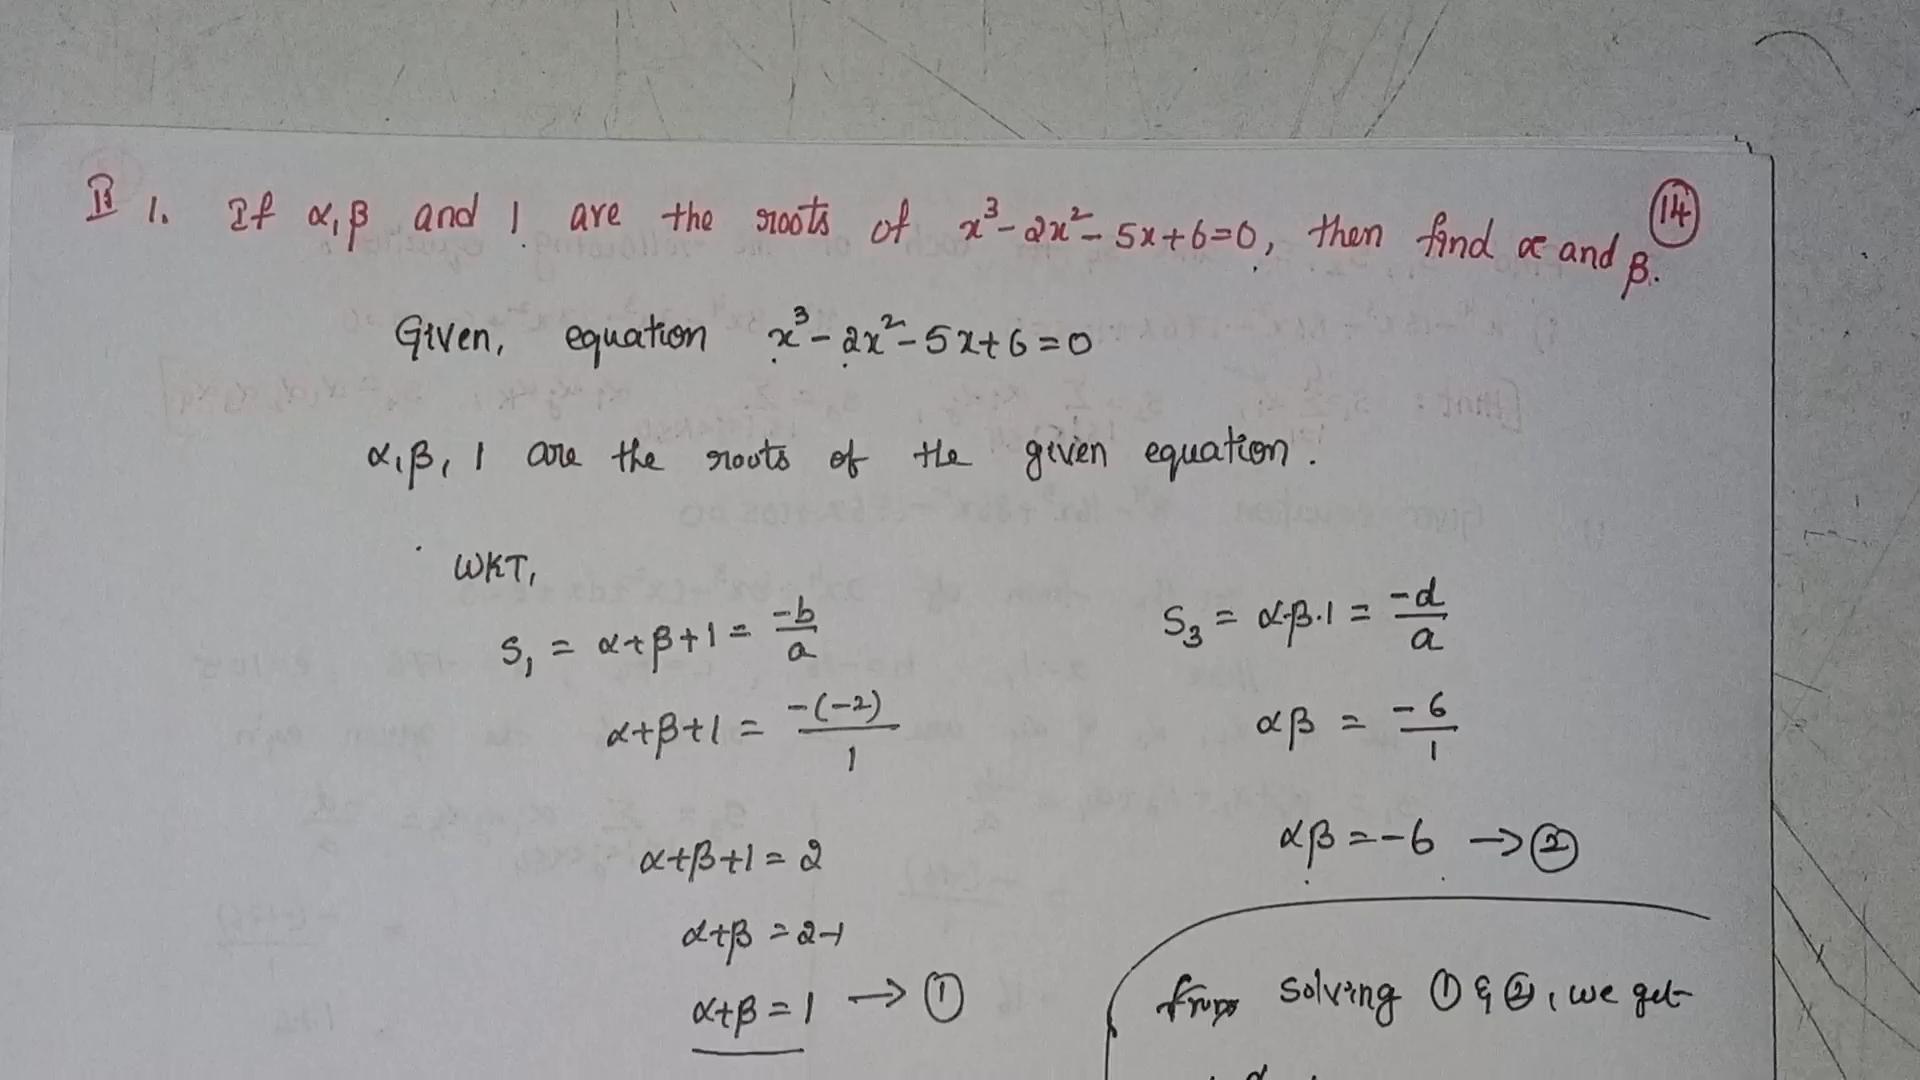 II 1. If α, β and 1 are the roots of x³ - 2x² - 5x + 6 = 0, then find α and β.
14
Given, equation x³ - 2x² - 5x + 6 = 0
α, β, 1 are the roots of the given equation.
WKT,
S₁ = α + β + 1 = -b/a
α + β + 1 = -(-2)/1
α + β + 1 = 2
α + β = 2 - 1
α + β = 1 → ①
S₃ = αβ.1 = -d/a
αβ = -6/1
αβ = -6 → ②
from solving ① & ②, we get